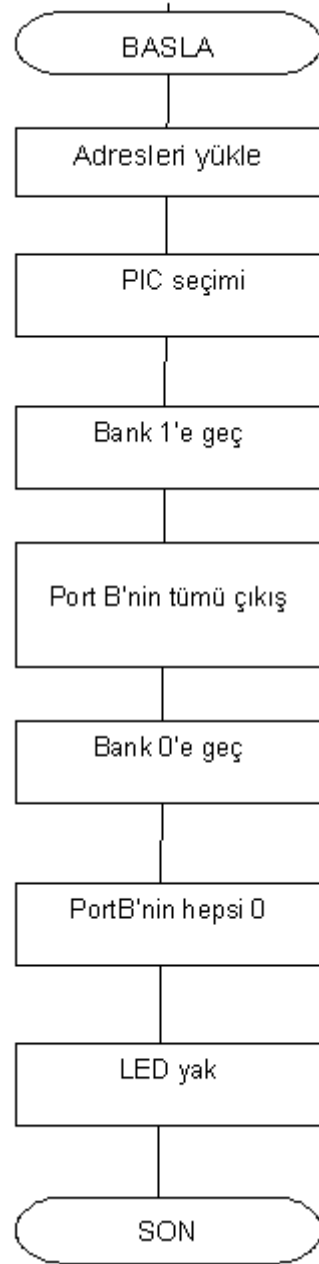 BASLA
Adresleri yükle
PIC seçimi
Bank 1'e geç
Port B'nin tümü çıkış
Bank 0'e geç
PortB'nin hepsi 0
LED yak
SON